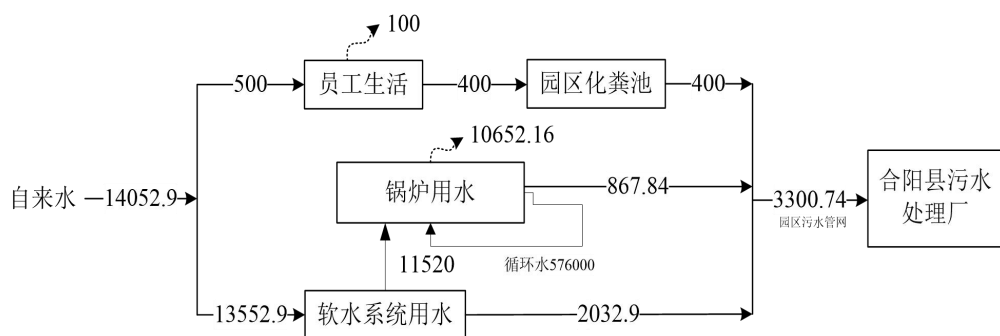 100
500
员工生活
400
园区化粪池
400
10652.16
自来水
14052.9
锅炉用水
867.84
3300.74
园区污水管网
合阳县污水
处理厂
11520
循环水576000
13552.9
软水系统用水
2032.9